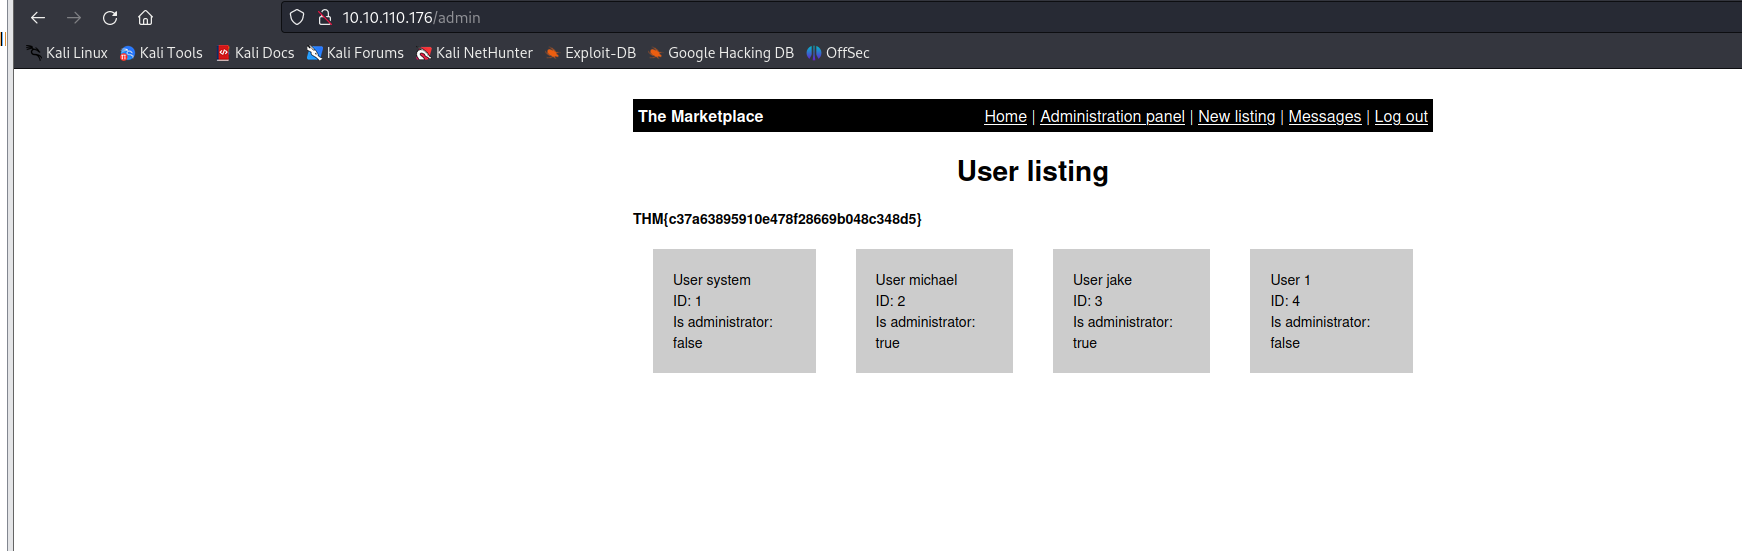 10.10.110.176/admin
Kali Linux Kali Tools Kali Docs Kali Forums Kali NetHunter Exploit-DB Google Hacking DB OffSec
The Marketplace Home | Administration panel | New listing | Messages | Log out
User listing
THM{c37a63895910e478f28669b048c348d5}
User system
ID: 1
Is administrator:
false
User michael
ID: 2
Is administrator:
true
User jake
ID: 3
Is administrator:
true
User 1
ID: 4
Is administrator:
false